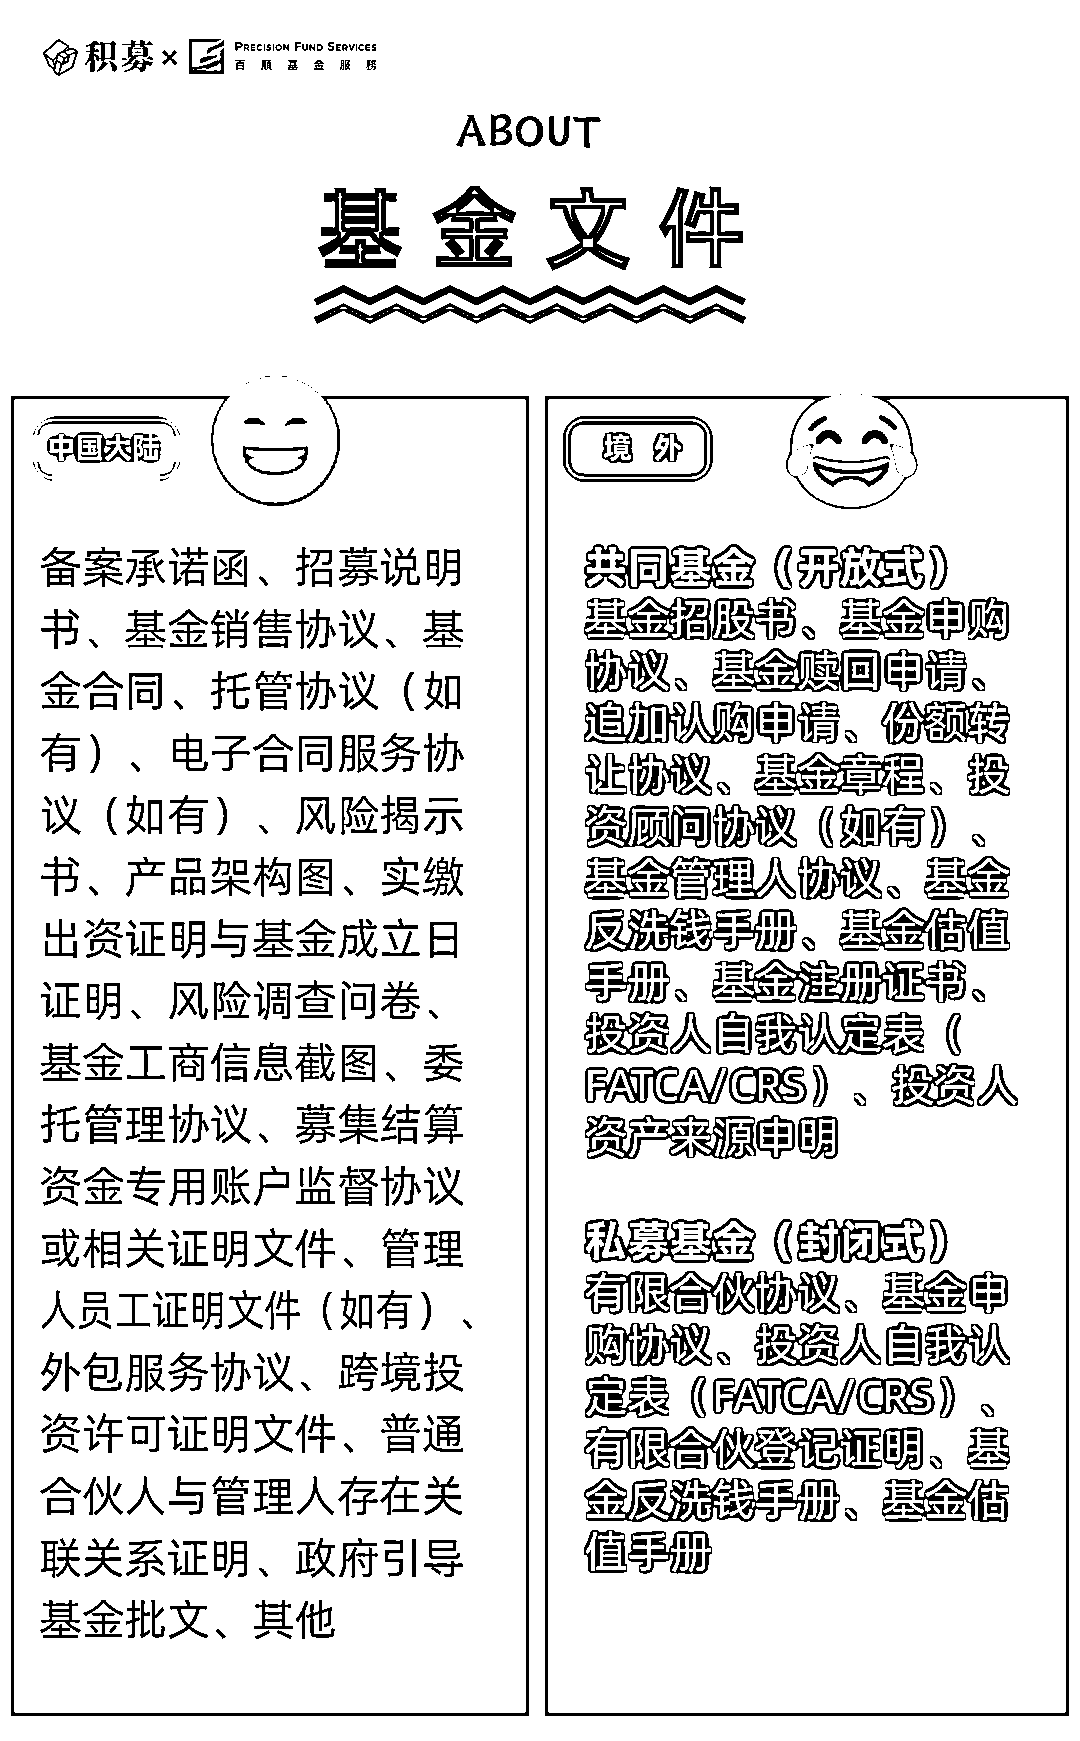 积募×PRECISION FUND SERVICES
百順基金服務
ABOUT
基金文件
中国大陆
备案承诺函、招募说明
书、基金销售协议、基
金合同、托管协议（如
有）、电子合同服务协
议（如有）、风险揭示
书、产品架构图、实缴
出资证明与基金成立日
证明、风险调查问卷、
基金工商信息截图、委
托管理协议、募集结算
资金专用账户监督协议
或相关证明文件、管理
人员工证明文件（如有）、
外包服务协议、跨境投
资许可证明文件、普通
合伙人与管理人存在关
联关系证明、政府引导
基金批文、其他
境 外
共同基金（开放式）
基金招股书、基金申购
协议、基金赎回申请、
追加认购申请、份额转
让协议、基金章程、投
资顾问协议（如有）、
基金管理人协议、基金
反洗钱手册、基金估值
手册、基金注册证书、
投资人自我认定表（
FATCA/CRS）、投资人
资产来源申明
私募基金（封闭式）
有限合伙协议、基金申
购协议、投资人自我认
定表（FATCA/CRS）、
有限合伙登记证明、基
金反洗钱手册、基金估
值手册